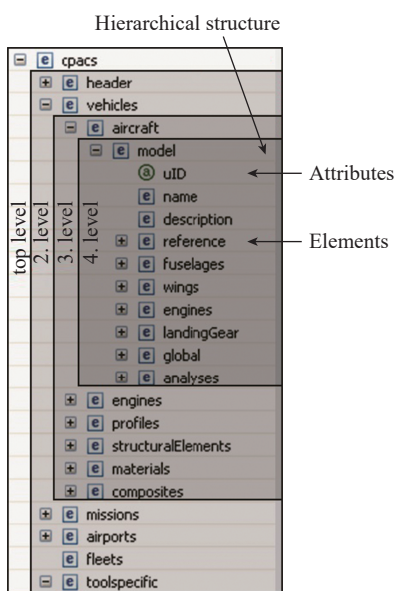 Hierarchical structure
cpacs
header
vehicles
aircraft
model
uID
Attributes
name
description
reference
Elements
fuselages
wings
engines
landingGear
global
analyses
engines
profiles
structuralElements
materials
composites
missions
airports
fleets
toolspecific
top level
2. level
3. level
4. level